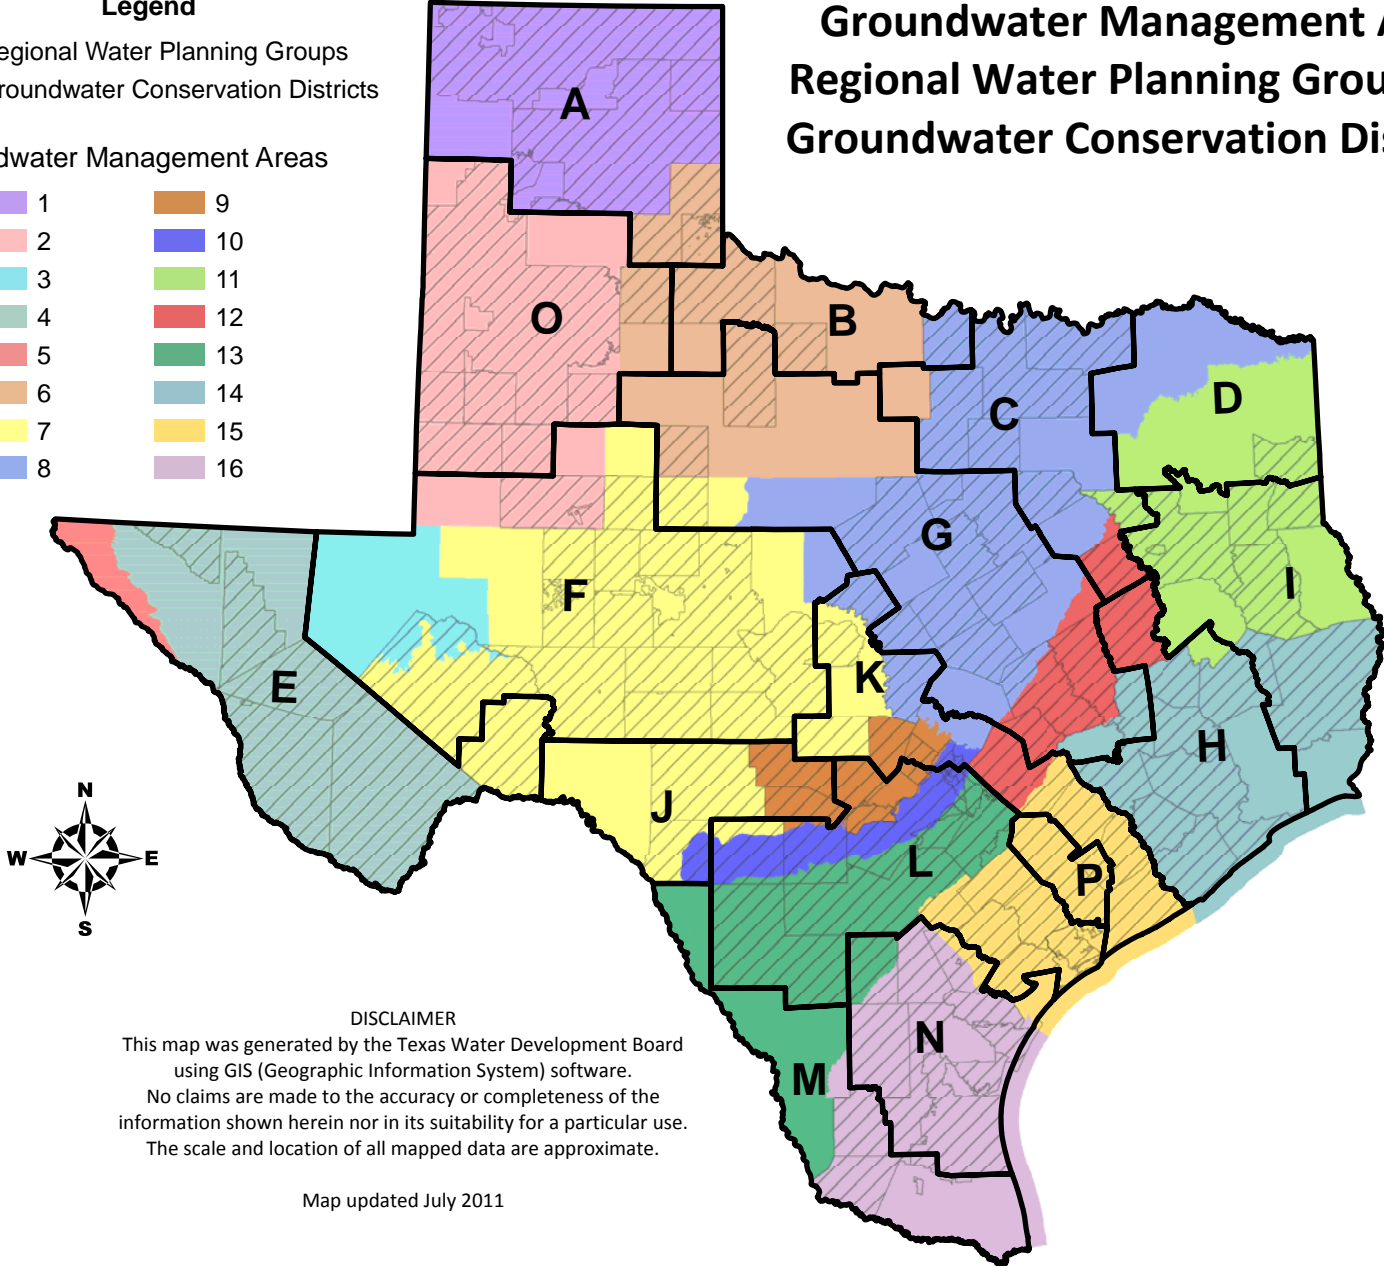 Legend
egional Water Planning Groups
roundwater Conservation Districts
dwater Management Areas
1 9
2 10
3 11
4 12
5 13
6 14
7 15
8 16
Groundwater Management A
Regional Water Planning Grou
Groundwater Conservation Dis
A
O
B
C
D
G
F
I
E
K
H
J
L
P
N
M
N
W E
S
DISCLAIMER
This map was generated by the Texas Water Development Board
using GIS (Geographic Information System) software.
No claims are made to the accuracy or completeness of the
information shown herein nor in its suitability for a particular use.
The scale and location of all mapped data are approximate.
Map updated July 2011